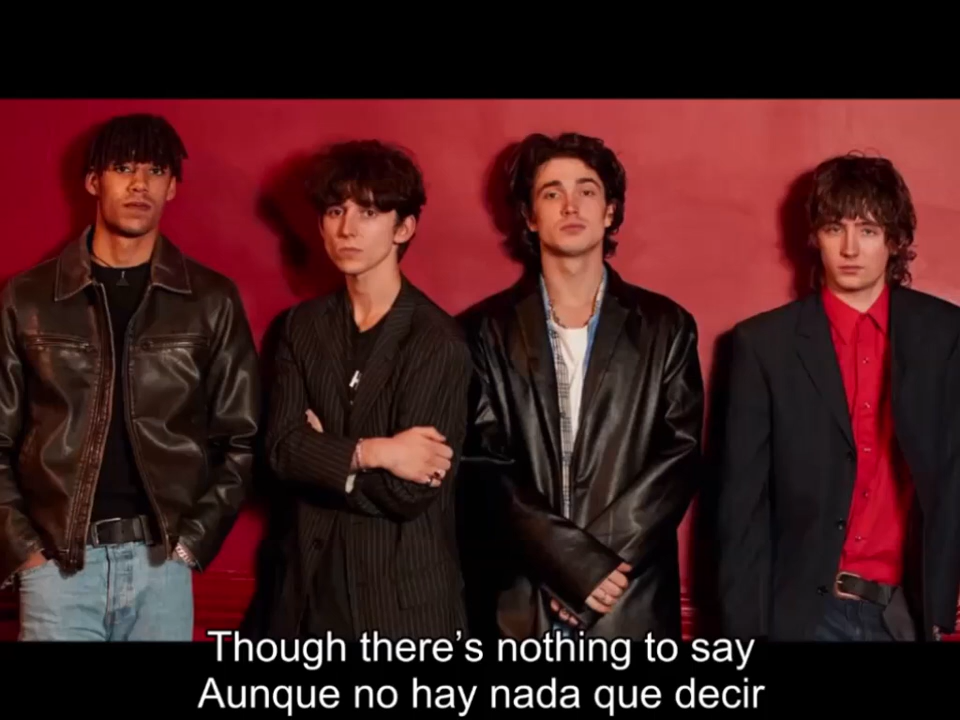 Though there’s nothing to say
Aunque no hay nada que decir